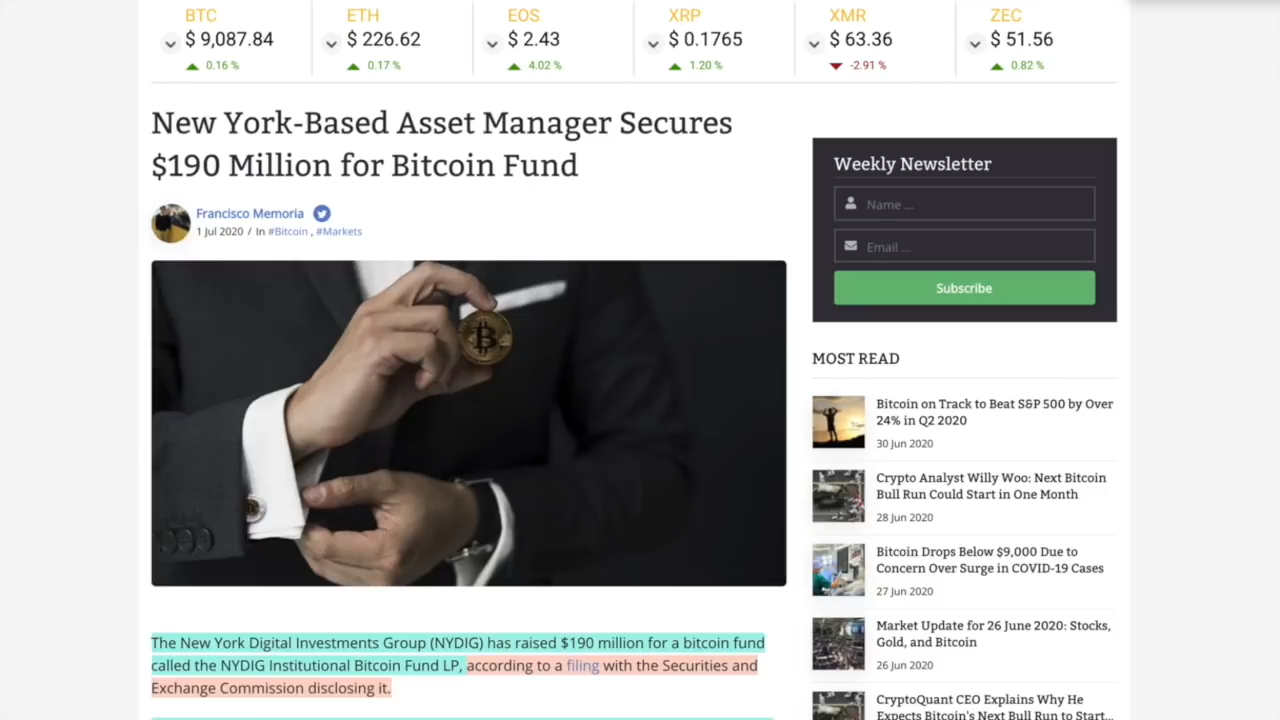 BTC
$ 9,087.84
0.16 %
ETH
$ 226.62
0.17 %
EOS
$ 2.43
4.02 %
XRP
$ 0.1765
1.20 %
XMR
$ 63.36
-2.91 %
ZEC
$ 51.56
0.82 %
New York-Based Asset Manager Secures
$190 Million for Bitcoin Fund
Francisco Memoria
1 Jul 2020 / In #Bitcoin , #Markets
The New York Digital Investments Group (NYDIG) has raised $190 million for a bitcoin fund
called the NYDIG Institutional Bitcoin Fund LP, according to a filing with the Securities and
Exchange Commission disclosing it.
Weekly Newsletter
Name ...
Email ...
Subscribe
MOST READ
Bitcoin on Track to Beat S&P 500 by Over
24% in Q2 2020
30 Jun 2020
Crypto Analyst Willy Woo: Next Bitcoin
Bull Run Could Start in One Month
28 Jun 2020
Bitcoin Drops Below $9,000 Due to
Concern Over Surge in COVID-19 Cases
27 Jun 2020
Market Update for 26 June 2020: Stocks,
Gold, and Bitcoin
26 Jun 2020
CryptoQuant CEO Explains Why He
Expects Bitcoin's Next Bull Run to Start...